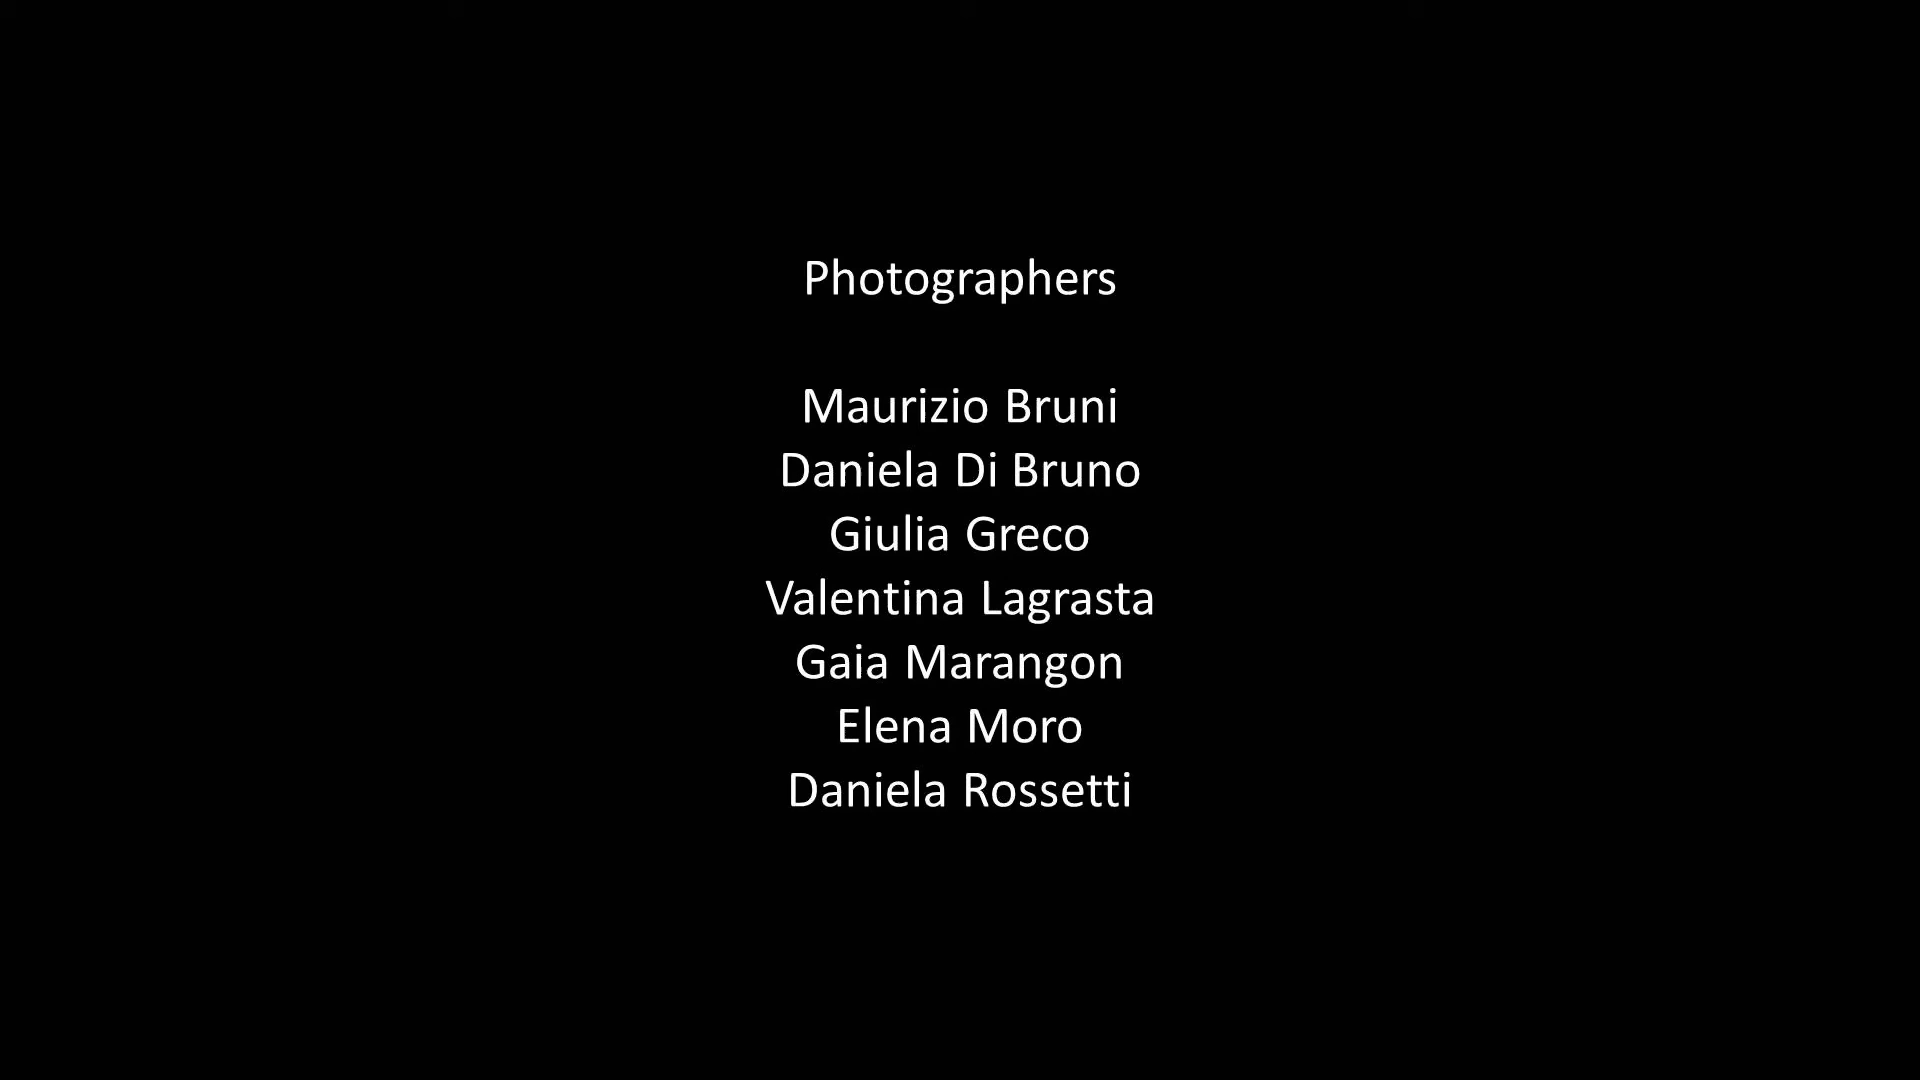 Photographers
Maurizio Bruni
Daniela Di Bruno
Giulia Greco
Valentina Lagrasta
Gaia Marangon
Elena Moro
Daniela Rossetti